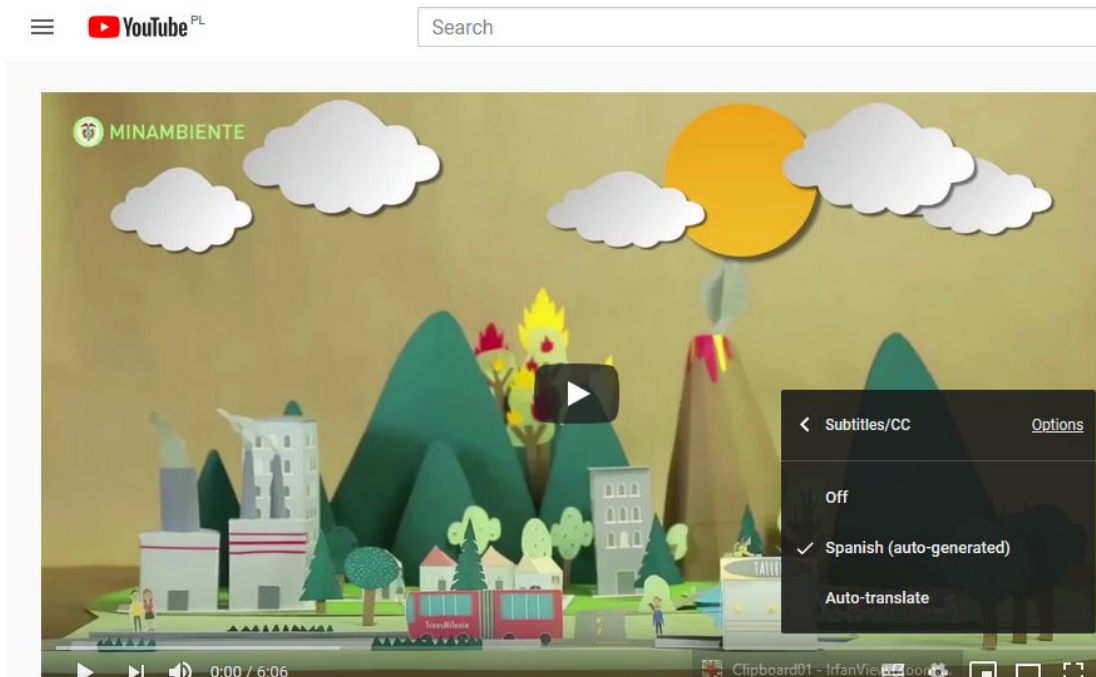 YouTube PL
Search
MINAMBIENTE
Subtitles/CC Options
Off
Spanish (auto-generated)
Auto-translate
TALLE
TransMilenio
0:00 / 6:06
Clipboard01 - IrfanView